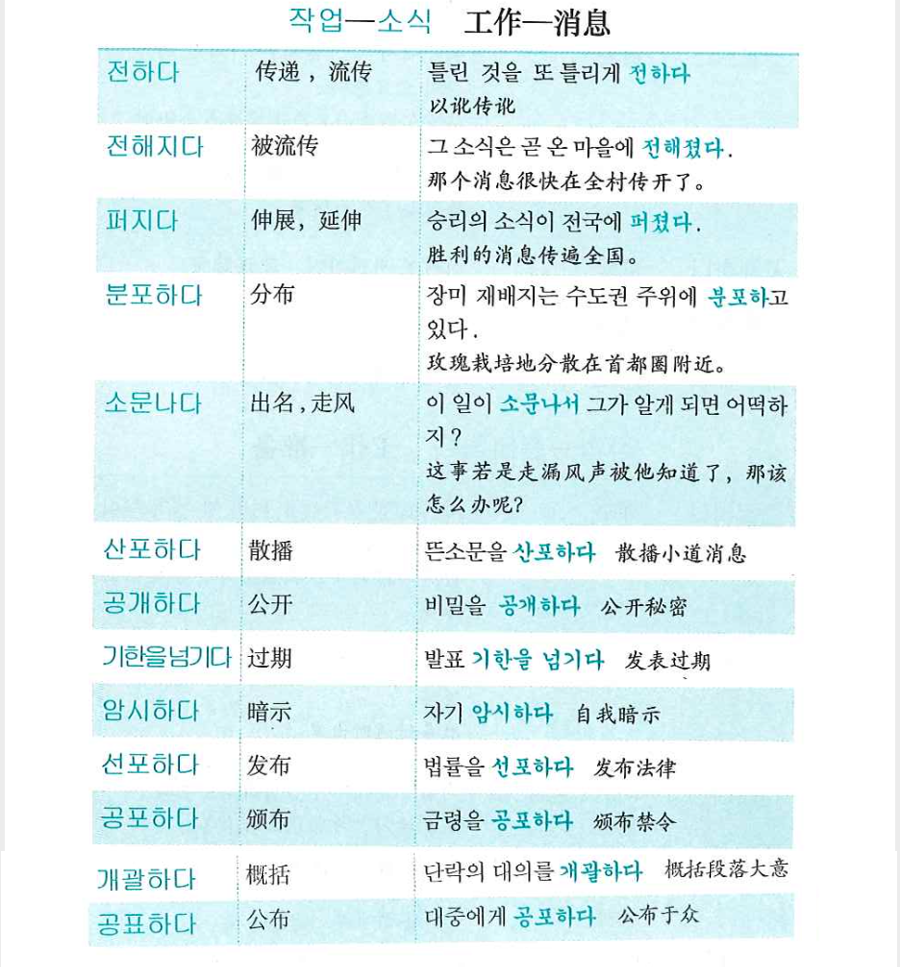 작업—소식 工作—消息
전하다 传递，流传 틀린 것을 또 틀리게 전하다
以讹传讹
전해지다 被流传 그 소식은 곧 온 마을에 전해졌다.
那个消息很快在全村传开了。
퍼지다 伸展，延伸 승리의 소식이 전국에 퍼졌다.
胜利的消息传遍全国。
분포하다 分布 장미 재배지는 수도권 주위에 분포하고
있다.
玫瑰栽培地分散在首都圈附近。
소문나다 出名,走风 이 일이 소문나서 그가 알게 되면 어떡하
지?
这事若是走漏风声被他知道了，那该
怎么办呢?
산포하다 散播 뜬소문을 산포하다 散播小道消息
공개하다 公开 비밀을 공개하다 公开秘密
기한을넘기다 过期 발표 기한을 넘기다 发表过期
암시하다 暗示 자기 암시하다 自我暗示
선포하다 发布 법률을 선포하다 发布法律
공포하다 颁布 금령을 공포하다 颁布禁令
개괄하다 概括 단락의 대의를 개괄하다 概括段落大意
공표하다 公布 대중에게 공포하다 公布于众